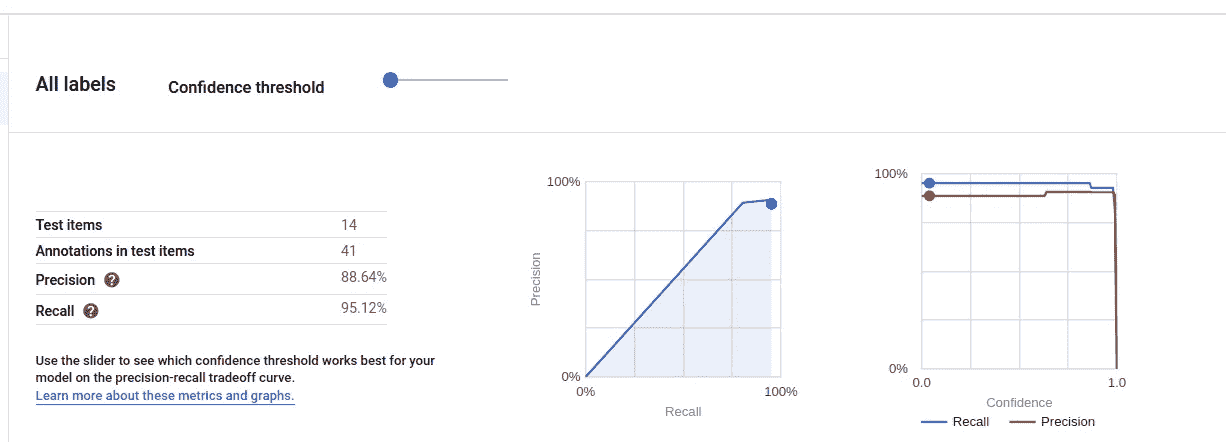 All labels Confidence threshold
Test items 14
Annotations in test items 41
Precision ? 88.64%
Recall ? 95.12%
Use the slider to see which confidence threshold works best for your
model on the precision-recall tradeoff curve.
Learn more about these metrics and graphs.
100%
Precision
0%
0% 100%
Recall
100%
0%
0.0 1.0
Confidence
Recall Precision